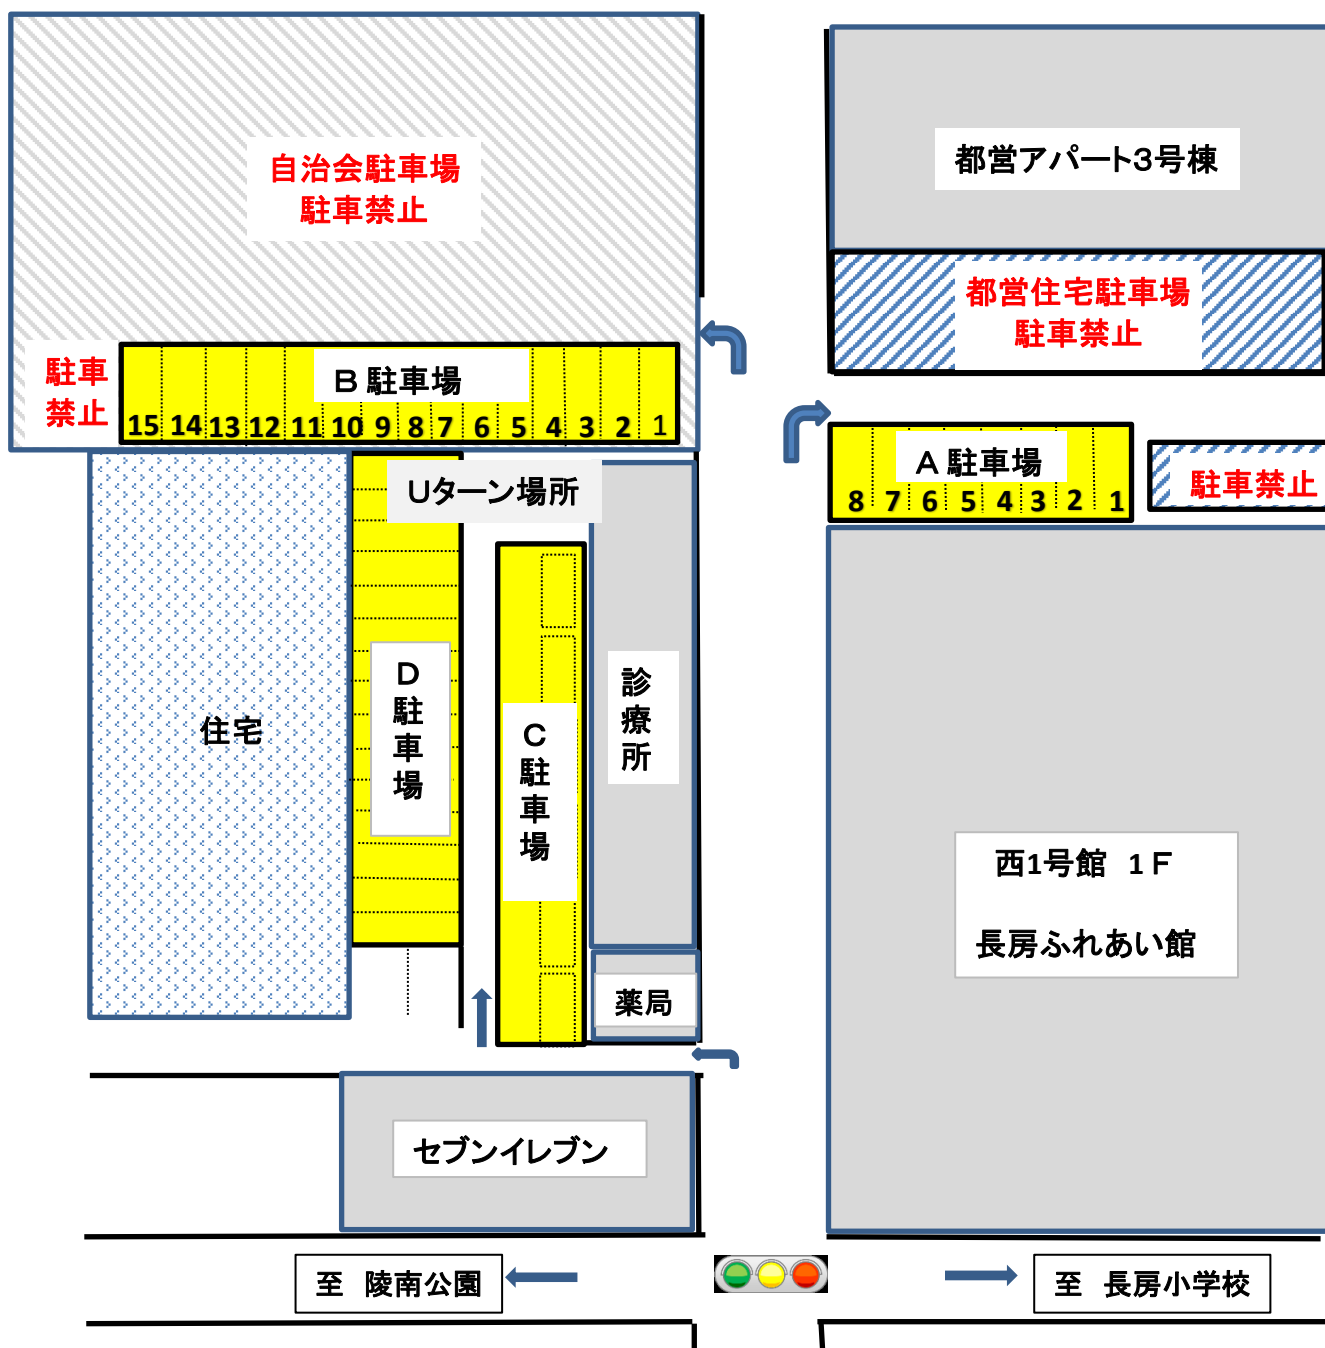 自治会駐車場
駐車禁止
都営アパート3号棟
都営住宅駐車場
駐車禁止
駐車
禁止
B 駐車場
15 14 13 12 11 10 9 8 7 6 5 4 3 2 1
A 駐車場
8 7 6 5 4 3 2 1
駐車禁止
Uターン場所
住宅
D
駐
車
場
C
駐
車
場
診
療
所
薬局
西1号館 1F
長房ふれあい館
セブンイレブン
至 陵南公園
至 長房小学校